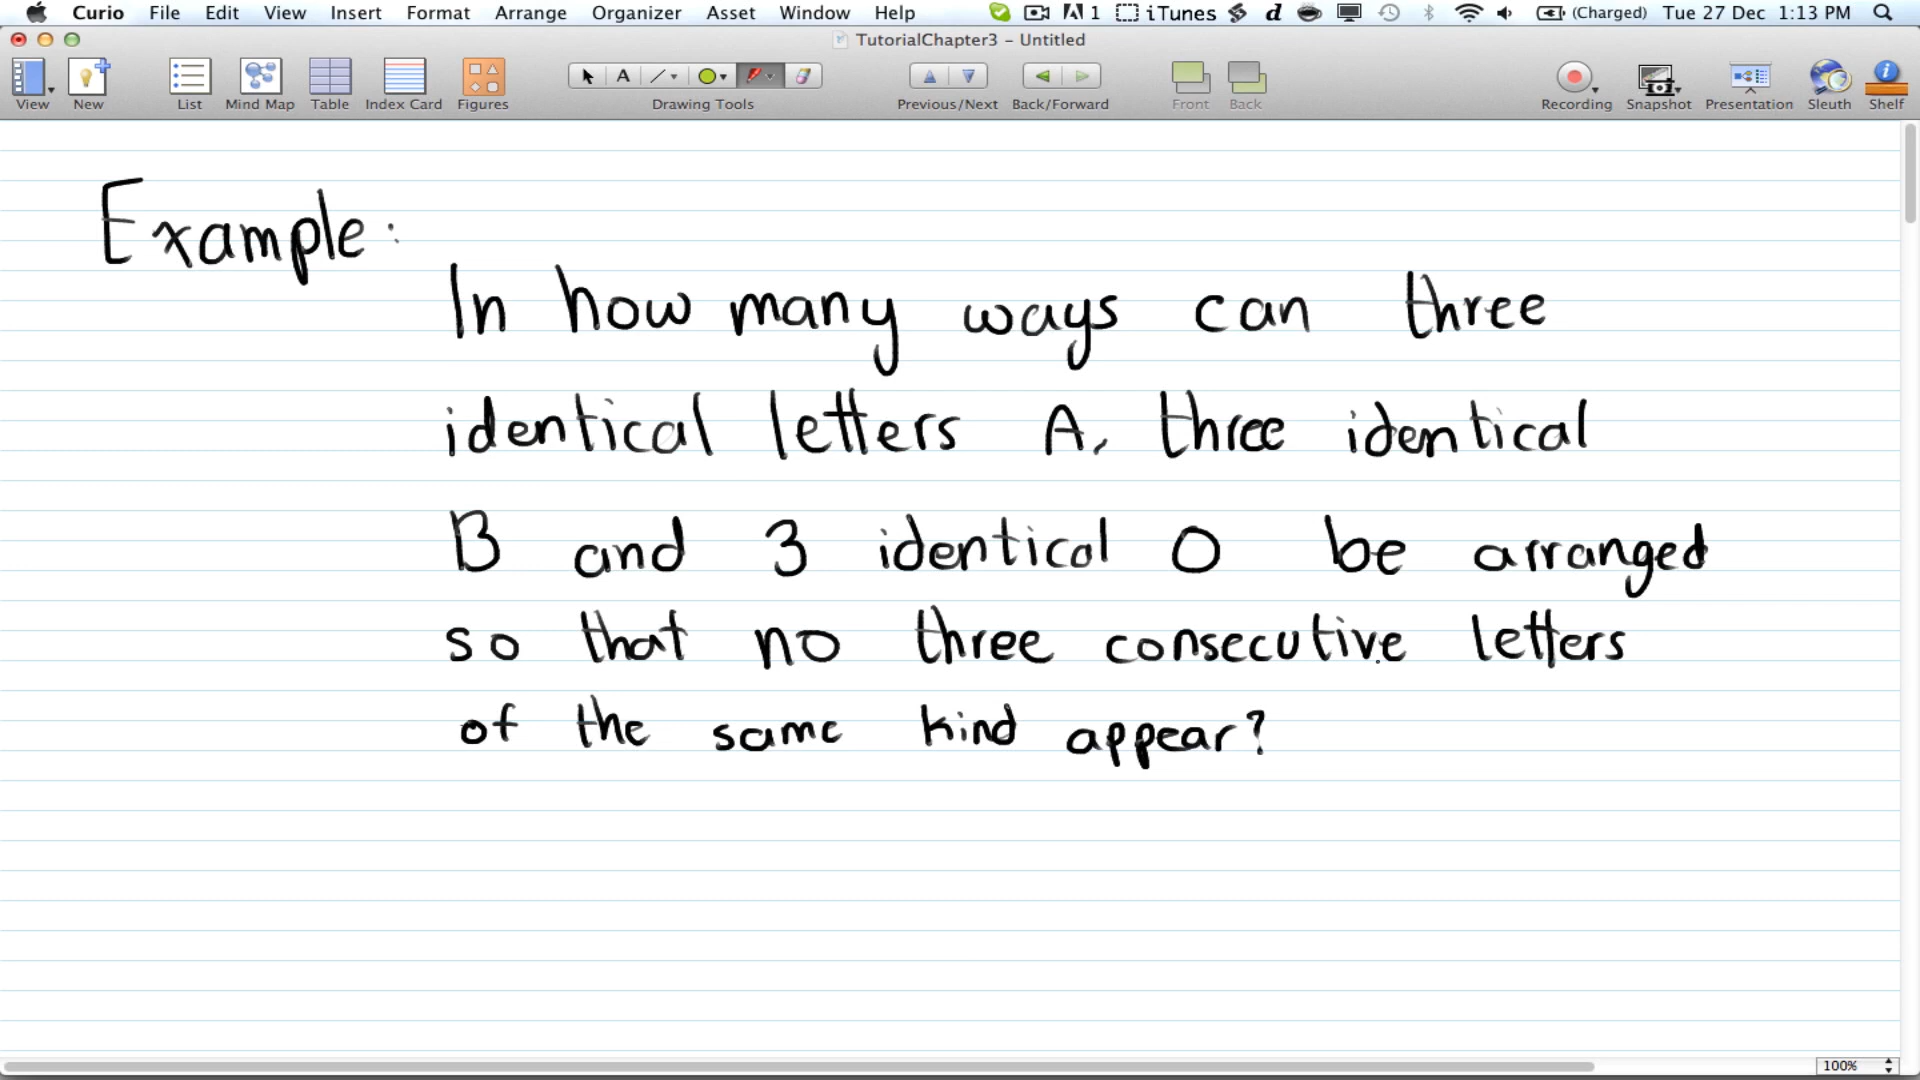 Curio File Edit View Insert Format Arrange Organizer Asset Window Help 1 iTunes d (Charged) Tue 27 Dec 1:13 PM
TutorialChapter3 – Untitled
A
View New List Mind Map Table Index Card Figures Drawing Tools Previous/Next Back/Forward Front Back Recording Snapshot Presentation Sleuth Shelf
Example:
In how many ways can three
identical letters A, three identical
B and 3 identical O be arranged
so that no three consecutive letters
of the same kind appear?
100%